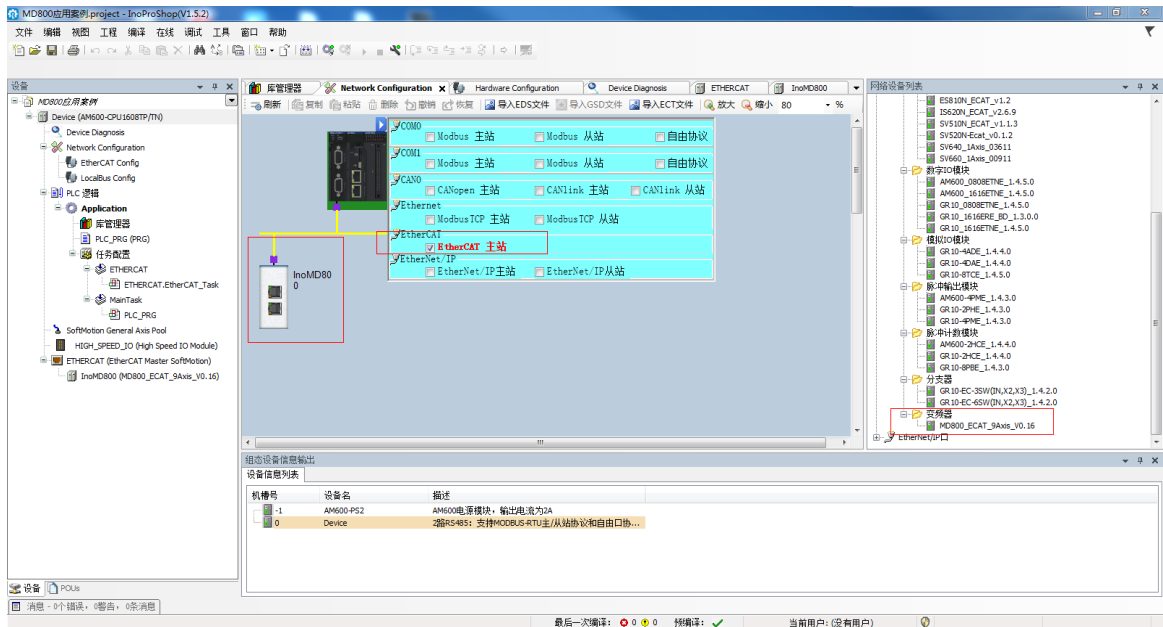 MD800应用案例.project - InoProShop(V1.5.2)
文件 编辑 视图 工程 编译 在线 调试 工具 窗口 帮助
设备
MD800应用案例
Device (AM600-CPU1608TP/TN)
Device Diagnosis
Network Configuration
EtherCAT Config
LocalBus Config
PLC 逻辑
Application
库管理器
PLC_PRG (PRG)
任务配置
ETHERCAT
ETHERCAT.EtherCAT_Task
MainTask
PLC_PRG
SoftMotion General Axis Pool
HIGH_SPEED_IO (High Speed IO Module)
ETHERCAT (EtherCAT Master SoftMotion)
InoMD800 (MD800_ECAT_9Axis_V0.16)
设备 POUs
库管理器 Network Configuration Hardware Configuration Device Diagnosis ETHERCAT InoMD800
刷新 复制 粘贴 删除 撤销 恢复 导入EDS文件 导入GSD文件 导入ECT文件 放大 缩小 80 %
COM0
Modbus 主站 Modbus 从站 自由协议
COM1
Modbus 主站 Modbus 从站 自由协议
CAN0
CANopen 主站 CANlink 主站 CANlink 从站
Ethernet
ModbusTCP 主站 ModbusTCP 从站
EtherCAT
EtherCAT 主站
EtherNet/IP
EtherNet/IP主站 EtherNet/IP从站
InoMD80
0
网络设备列表
ES810N_ECAT_v1.2
IS620N_ECAT_v2.6.9
SV510N_ECAT_v1.1.3
SV520N-Ecat_v0.1.2
SV640_1Axis_03611
SV660_1Axis_00911
数字IO模块
AM600_0808ETNE_1.4.5.0
AM600_1616ETNE_1.4.5.0
GR10_0808ETNE_1.4.5.0
GR10_1616ERE_BD_1.3.0.0
GR10_1616ETNE_1.4.5.0
模拟IO模块
GR10-4ADE_1.4.4.0
GR10-4DAE_1.4.4.0
GR10-8TCE_1.4.5.0
脉冲输出模块
AM600-4PME_1.4.3.0
GR10-2PHE_1.4.3.0
GR10-4PME_1.4.3.0
脉冲计数模块
AM600-2HCE_1.4.4.0
GR10-2HCE_1.4.4.0
GR10-8PBE_1.4.3.0
分支器
GR10-EC-3SW(IN,X2,X3)_1.4.2.0
GR10-EC-6SW(IN,X2,X3)_1.4.2.0
变频器
MD800_ECAT_9Axis_V0.16
EtherNet/IP口
组态设备信息输出
设备信息列表
机槽号 设备名 描述
-1 AM600-PS2 AM600电源模块，输出电流为2A
0 Device 2路RS485：支持MODBUS-RTU主/从站协议和自由口协...
消息 - 0个错误，0警告，0条消息
最后一次编译： 0 0 预编译： 当前用户: (没有用户)